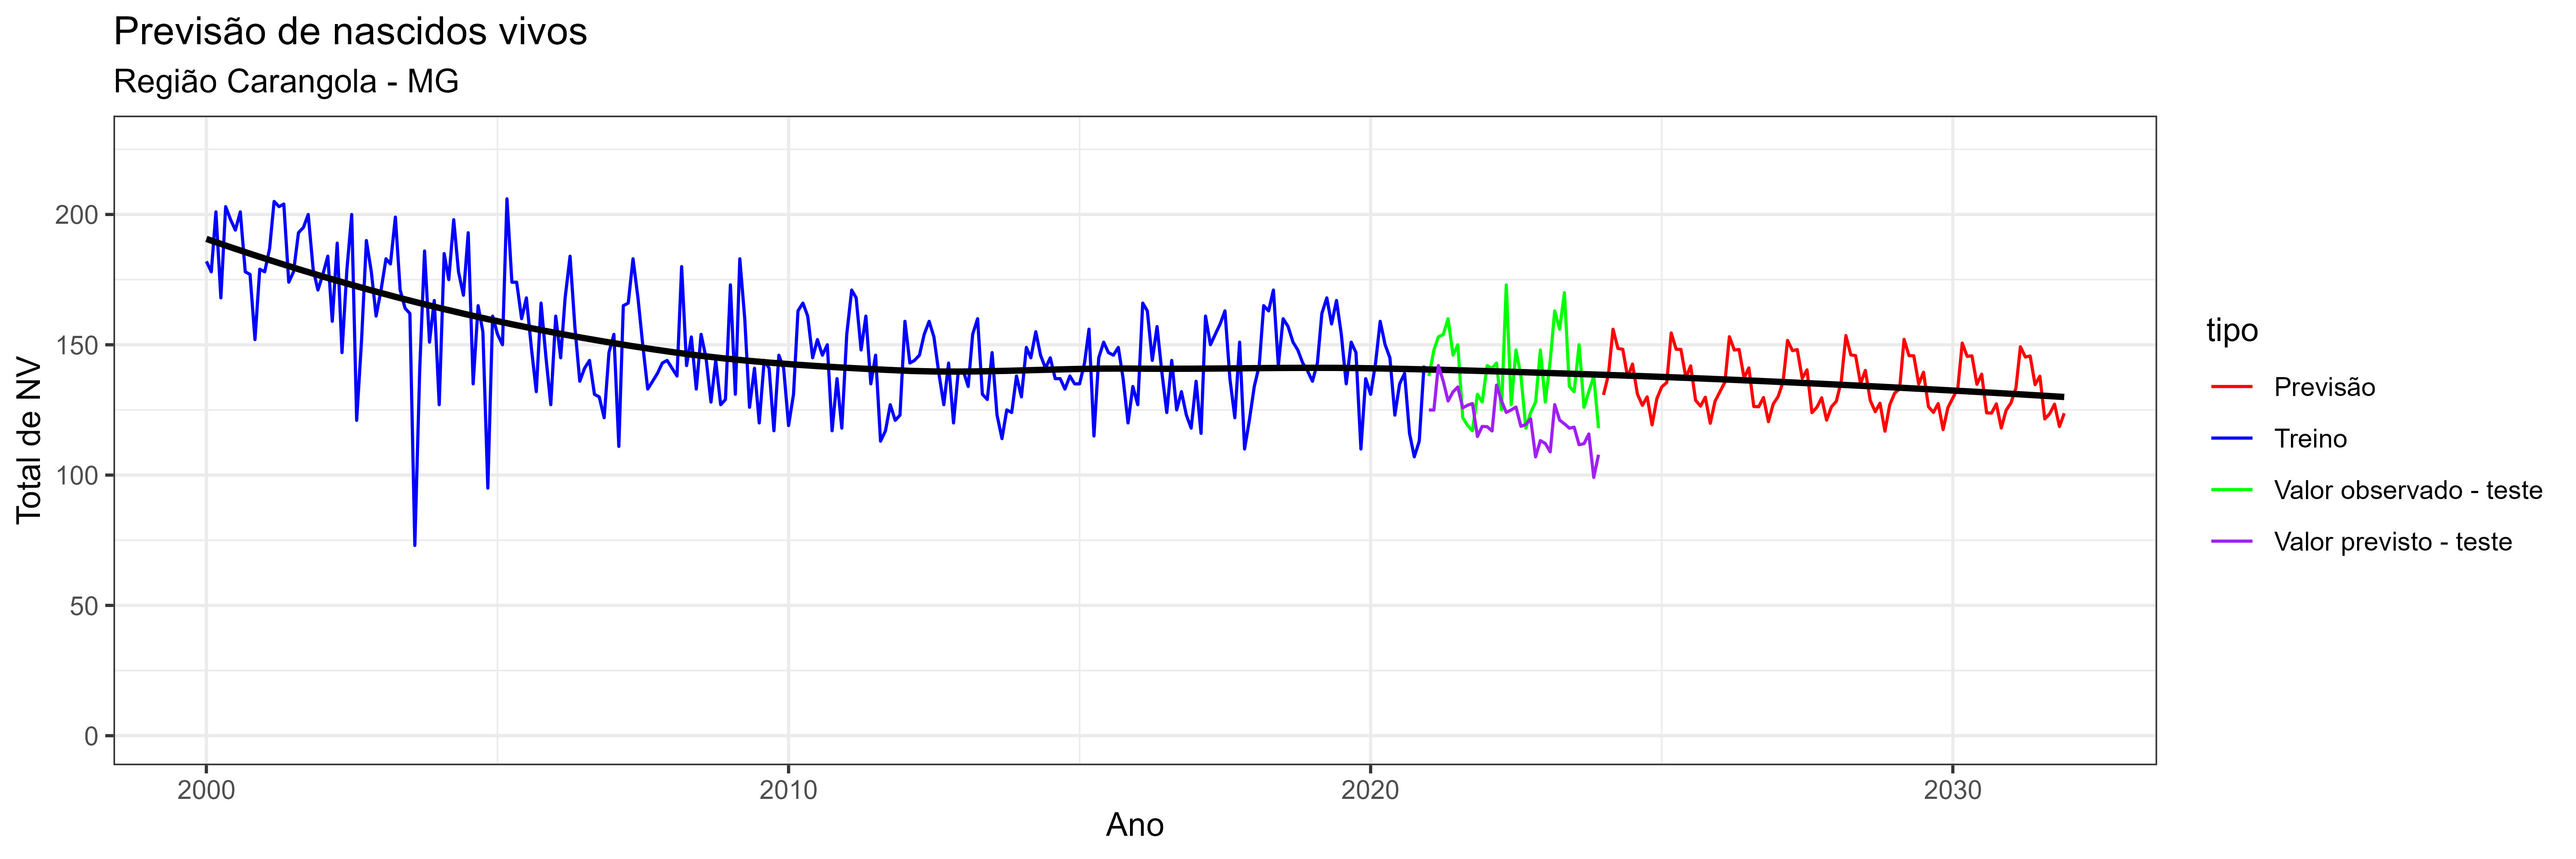 Previsão de nascidos vivos
Região Carangola - MG
Total de NV
200
150
100
50
0
2000
2010
2020
2030
Ano
tipo
Previsão
Treino
Valor observado - teste
Valor previsto - teste